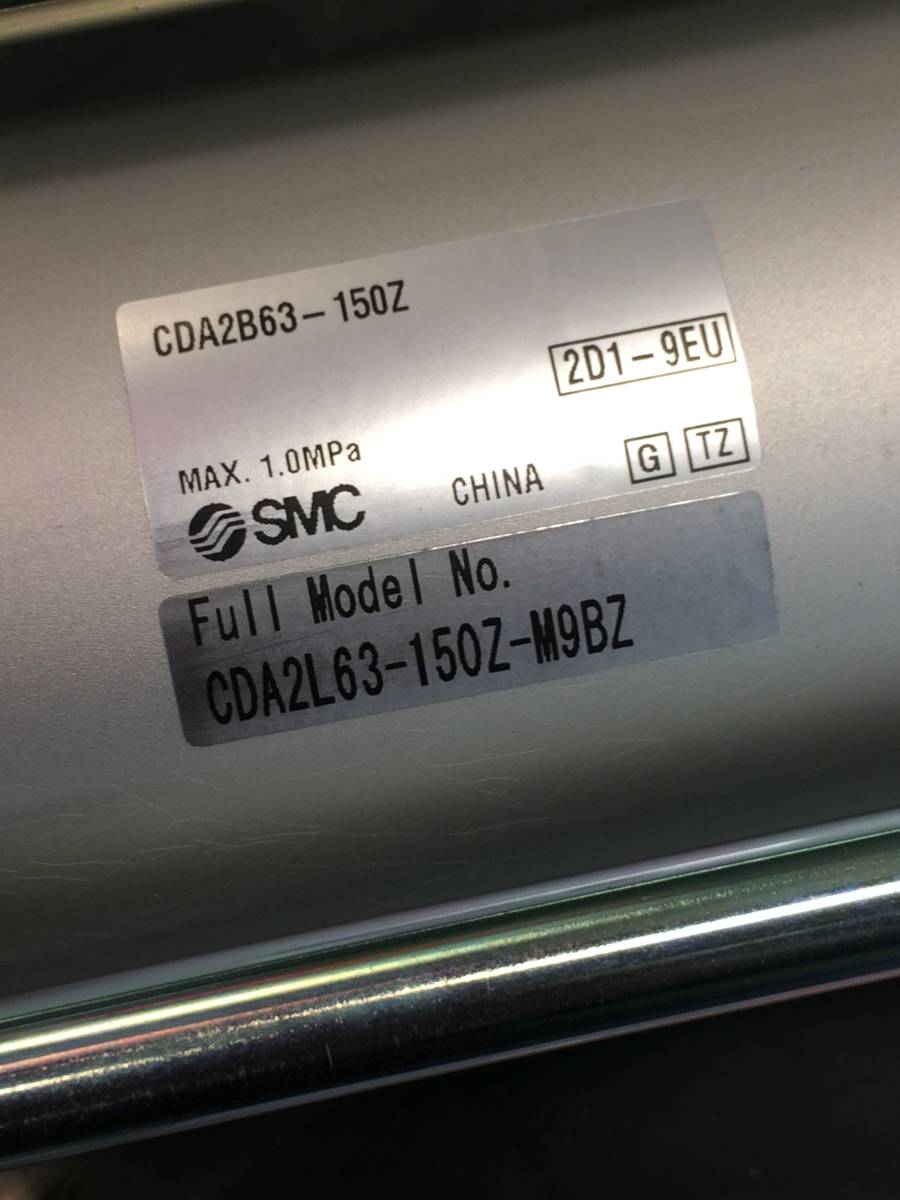 CDA2B63-150Z
2D1-9EU
MAX. 1.0MPa
SMC CHINA G TZ
Full Model No.
CDA2L63-150Z-M9BZ